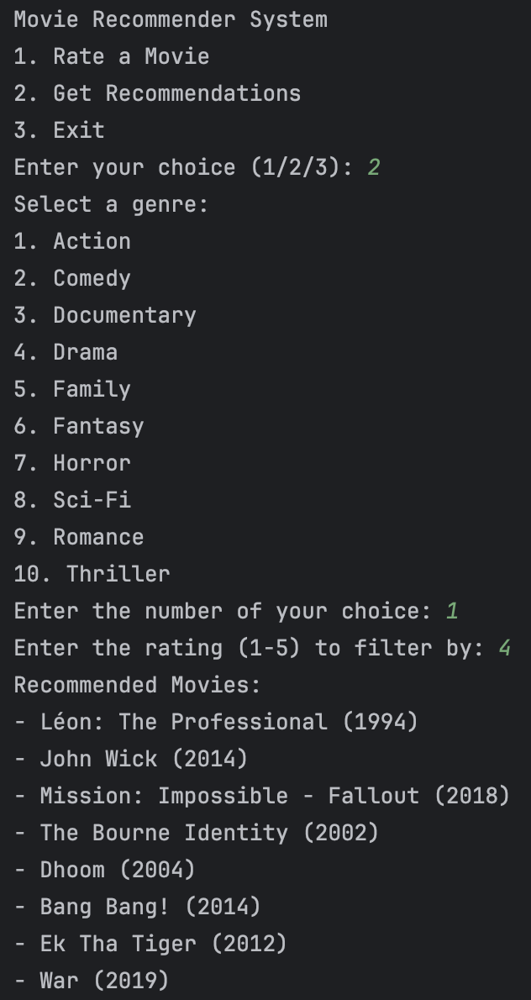 Movie Recommender System
1. Rate a Movie
2. Get Recommendations
3. Exit
Enter your choice (1/2/3): 2
Select a genre:
1. Action
2. Comedy
3. Documentary
4. Drama
5. Family
6. Fantasy
7. Horror
8. Sci-Fi
9. Romance
10. Thriller
Enter the number of your choice: 1
Enter the rating (1-5) to filter by: 4
Recommended Movies:
- Léon: The Professional (1994)
- John Wick (2014)
- Mission: Impossible - Fallout (2018)
- The Bourne Identity (2002)
- Dhoom (2004)
- Bang Bang! (2014)
- Ek Tha Tiger (2012)
- War (2019)